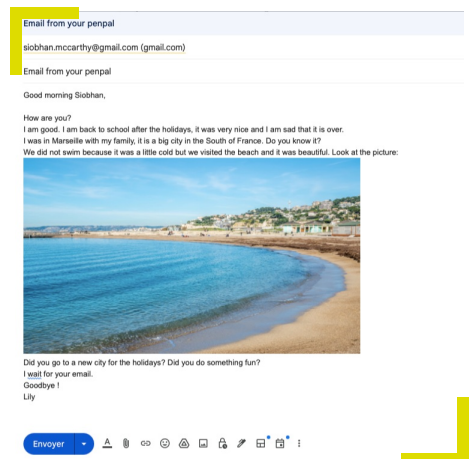 Email from your penpal
siobhan.mccarthy@gmail.com (gmail.com)
Email from your penpal
Good morning Siobhan,
How are you?
I am good. I am back to school after the holidays, it was very nice and I am sad that it is over.
I was in Marseille with my family, it is a big city in the South of France. Do you know it?
We did not swim because it was a little cold but we visited the beach and it was beautiful. Look at the picture:
Did you go to a new city for the holidays? Did you do something fun?
I wait for your email.
Goodbye !
Lily
Envoyer